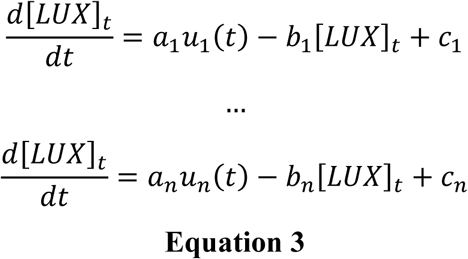 d[LUX]_t/dt = a_1u_1(t) − b_1[LUX]_t + c_1
...
d[LUX]_t/dt = a_nu_n(t) − b_n[LUX]_t + c_n
Equation 3